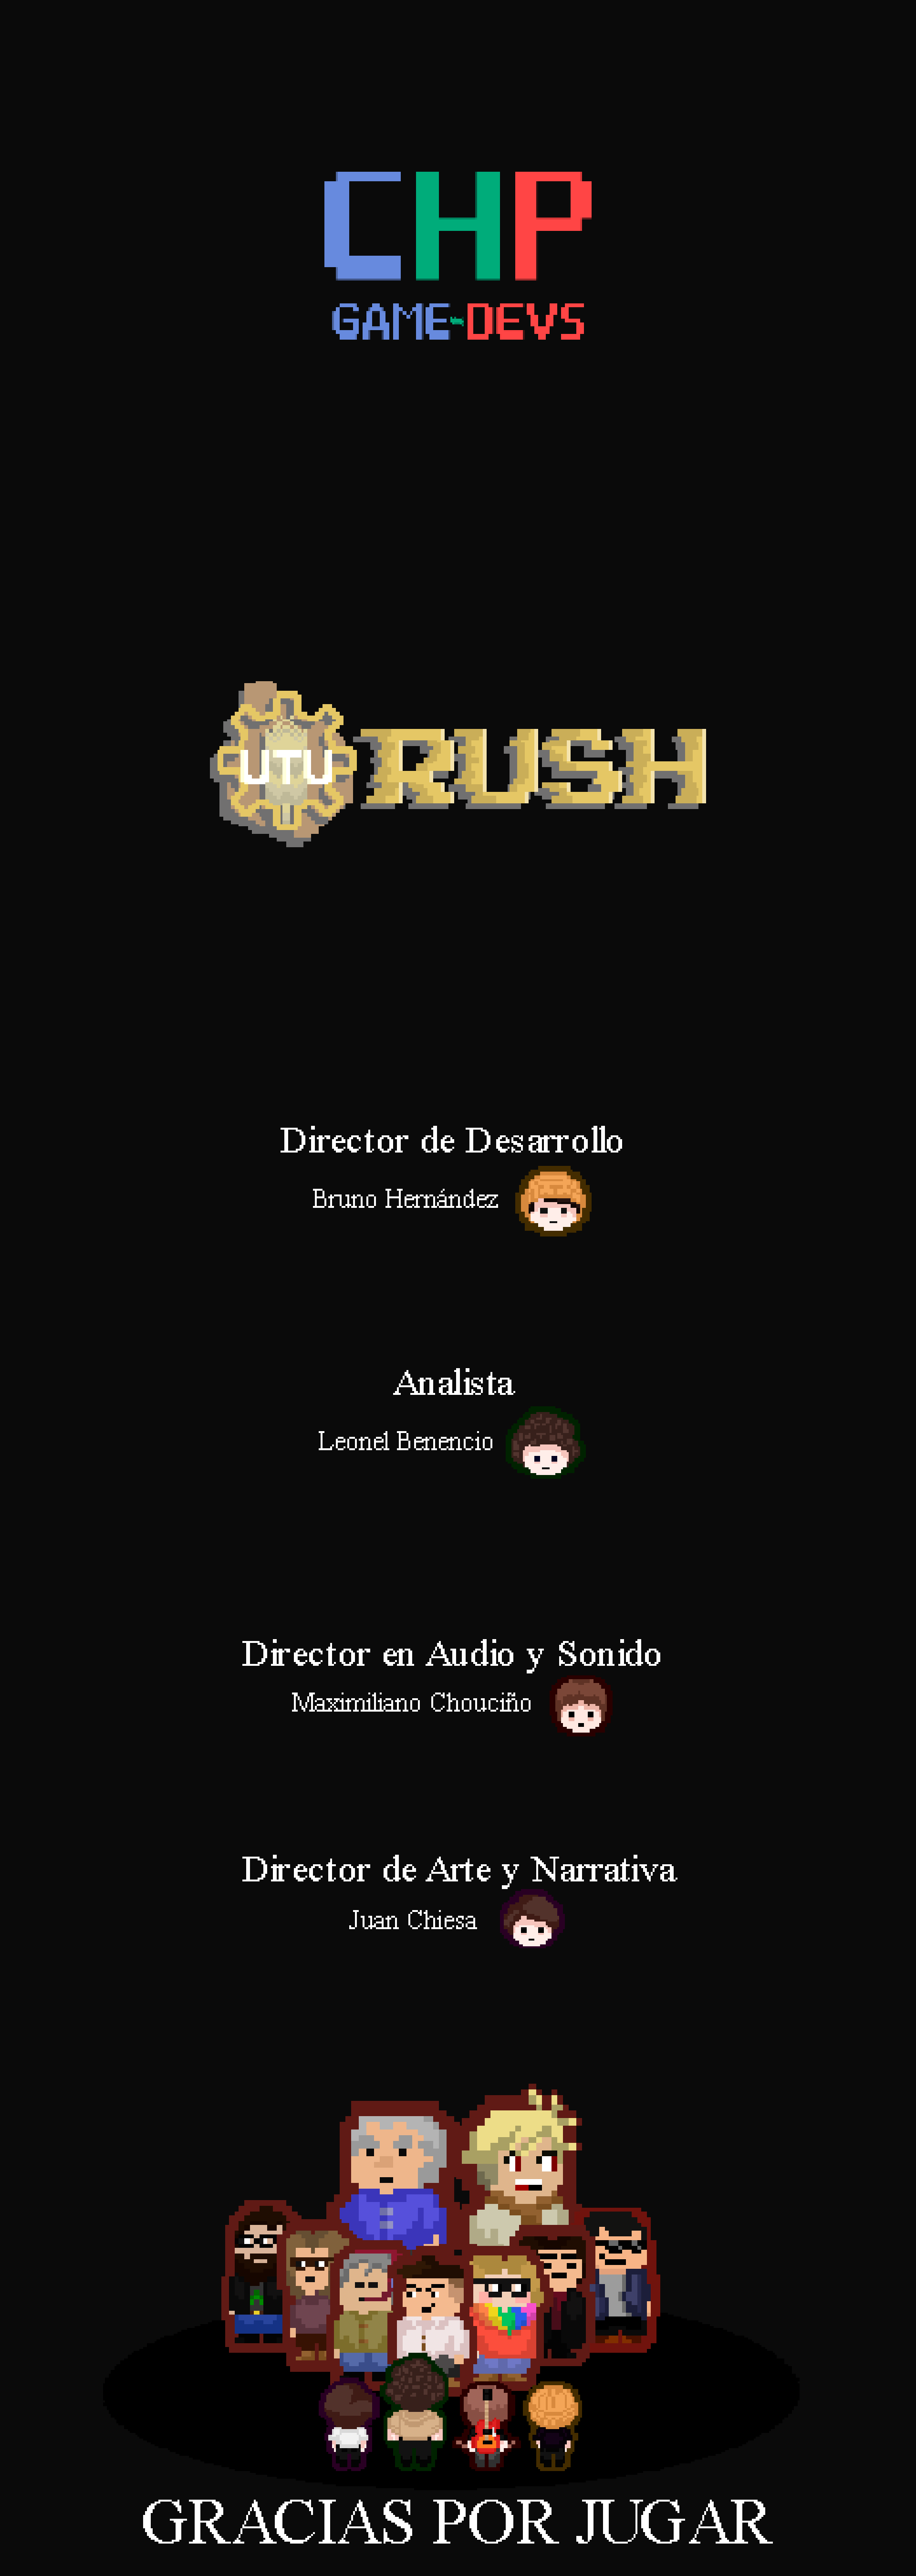 CHP
GAME-DEVS
UTU RUSH
Director de Desarrollo
Bruno Hernández
Analista
Leonel Benencio
Director en Audio y Sonido
Maximiliano Chouciño
Director de Arte y Narrativa
Juan Chiesa
GRACIAS POR JUGAR